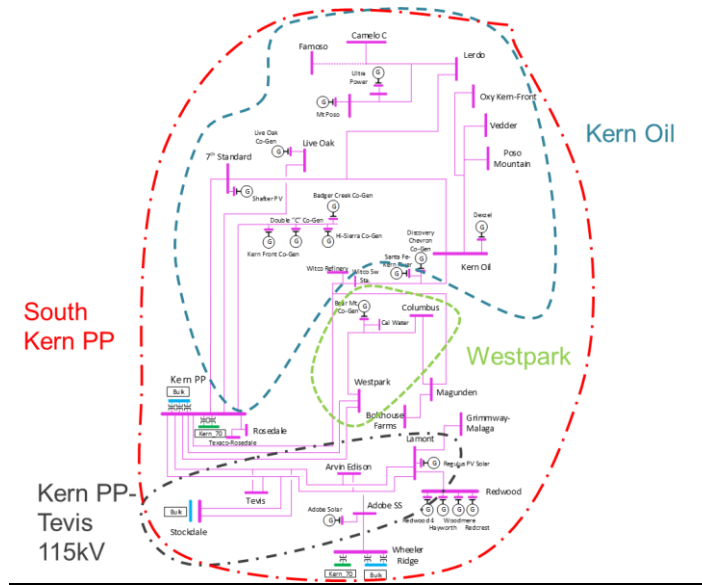 Camelo C
Famoso
Lerdo
Ultra
Power
G
Oxy Kern-Front
G
Mt Poso
Vedder
Kern Oil
Live Oak
Co-Gen
G
Live Oak
Poso
Mountain
7th Standard
G
Shafter PV
Badger Creek Co-Gen
G
Double "C" Co-Gen
G
G
G
Hi-Sierra Co-Gen
Kern Front Co-Gen
Discovery
Chevron
Co-Gen
G
Dexzel
G
Santa Fe-
Kern River
G
Kern Oil
Witco Refinery
Witco Sw
Sta
South
Kern PP
Bear Mt.
Co-Gen
G
Cal Water
Columbus
Westpark
Kern PP
Bulk
Westpark
Magunden
Kern_70
Rosedale
Texaco-Rosedale
Bolthouse
Farms
Grimmway-
Malaga
Lamont
G
Regulus PV Solar
Arvin Edison
Kern PP-
Tevis
115kV
Tevis
Redwood
G
G
G
G
Redwood 4
Woodmere
Hayworth
Redcrest
Bulk
Stockdale
Adobe Solar
G
Adobe SS
Wheeler
Ridge
Kern_70
Bulk